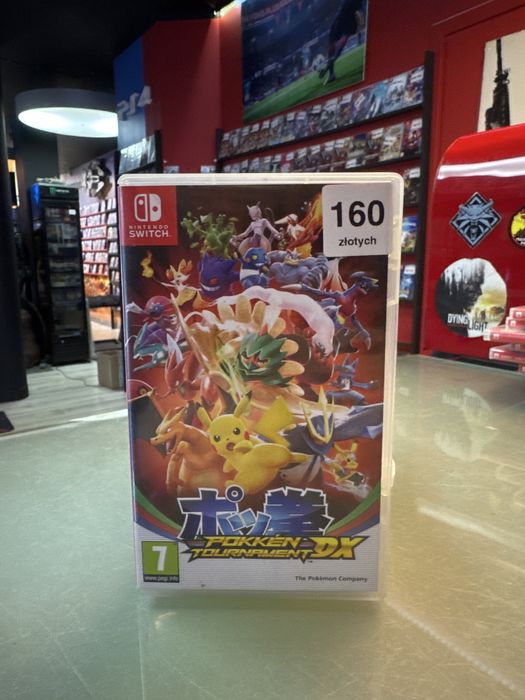 PS4
NINTENDO
SWITCH
160
złotych
DYING LIGHT
ポッ拳
POKKÉN
TOURNAMENT DX
7
www.pegi.info
The Pokémon Company